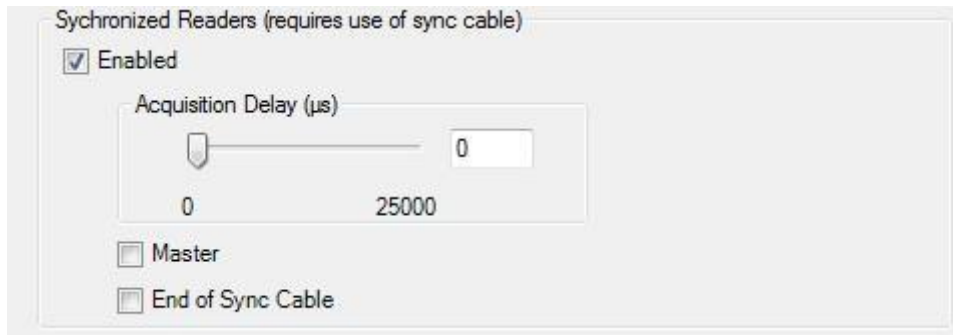 Sychronized Readers (requires use of sync cable)
Enabled
Acquisition Delay (µs)
0
0 25000
Master
End of Sync Cable